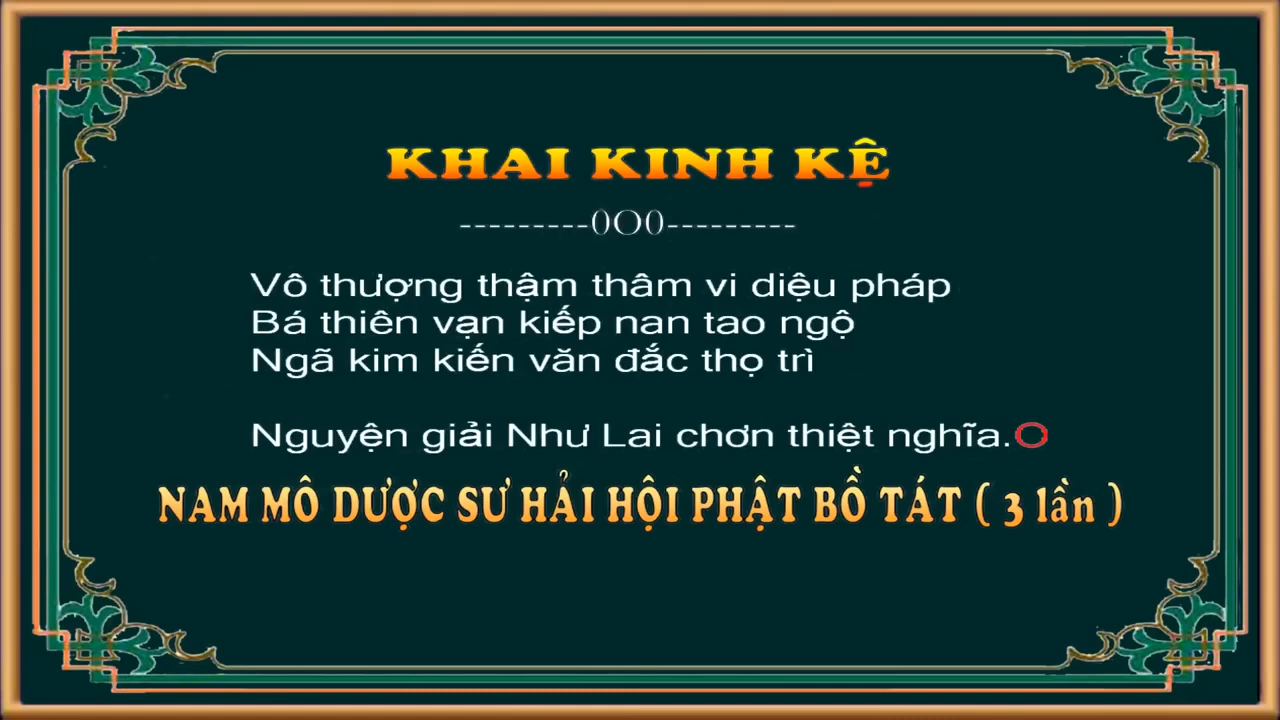 KHAI KINH KỆ
---------0O0---------
Vô thượng thậm thâm vi diệu pháp
Bá thiên vạn kiếp nan tao ngộ
Ngã kim kiến văn đắc thọ trì
Nguyện giải Như Lai chơn thiệt nghĩa.O
NAM MÔ DƯỢC SƯ HẢI HỘI PHẬT BỒ TÁT ( 3 lần )